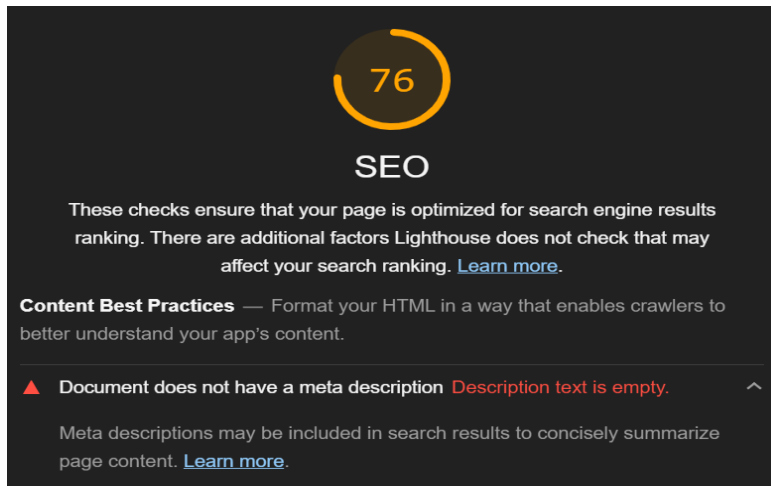 76
SEO
These checks ensure that your page is optimized for search engine results
ranking. There are additional factors Lighthouse does not check that may
affect your search ranking. Learn more.
Content Best Practices — Format your HTML in a way that enables crawlers to
better understand your app's content.
Document does not have a meta description Description text is empty.
Meta descriptions may be included in search results to concisely summarize
page content. Learn more.